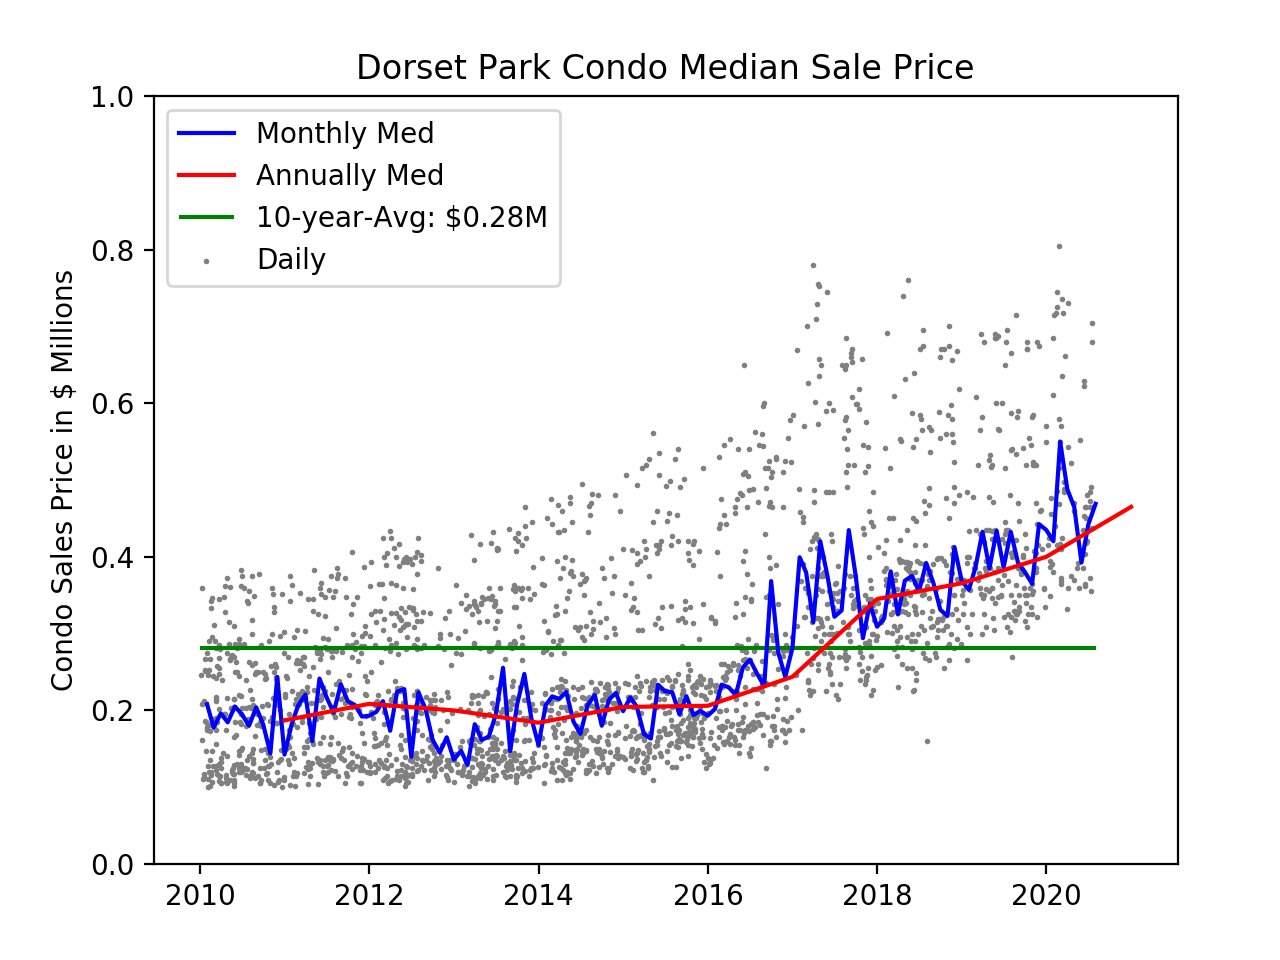 Dorset Park Condo Median Sale Price
Condo Sales Price in $ Millions
1.0
0.8
0.6
0.4
0.2
0.0
Monthly Med
Annually Med
10-year-Avg: $0.28M
Daily
2010 2012 2014 2016 2018 2020